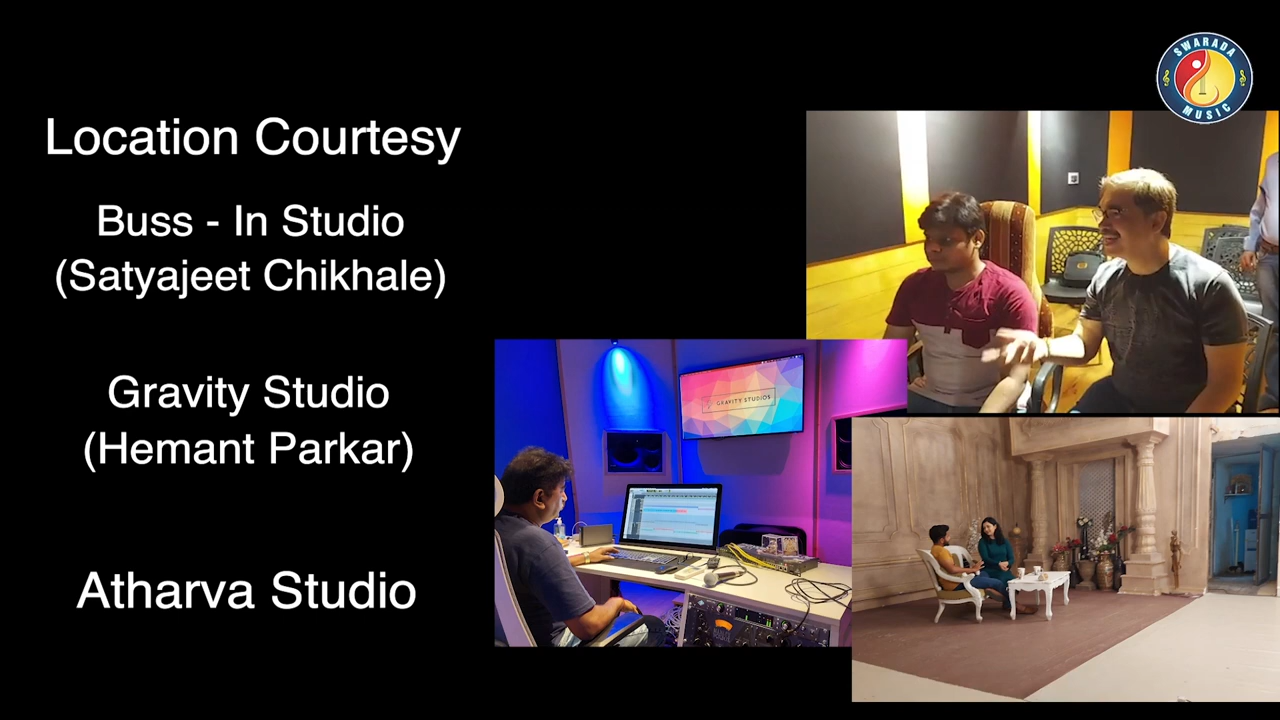 Location Courtesy
Buss - In Studio
(Satyajeet Chikhale)
Gravity Studio
(Hemant Parkar)
Atharva Studio
SWARADA
MUSIC
GRAVITY STUDIOS